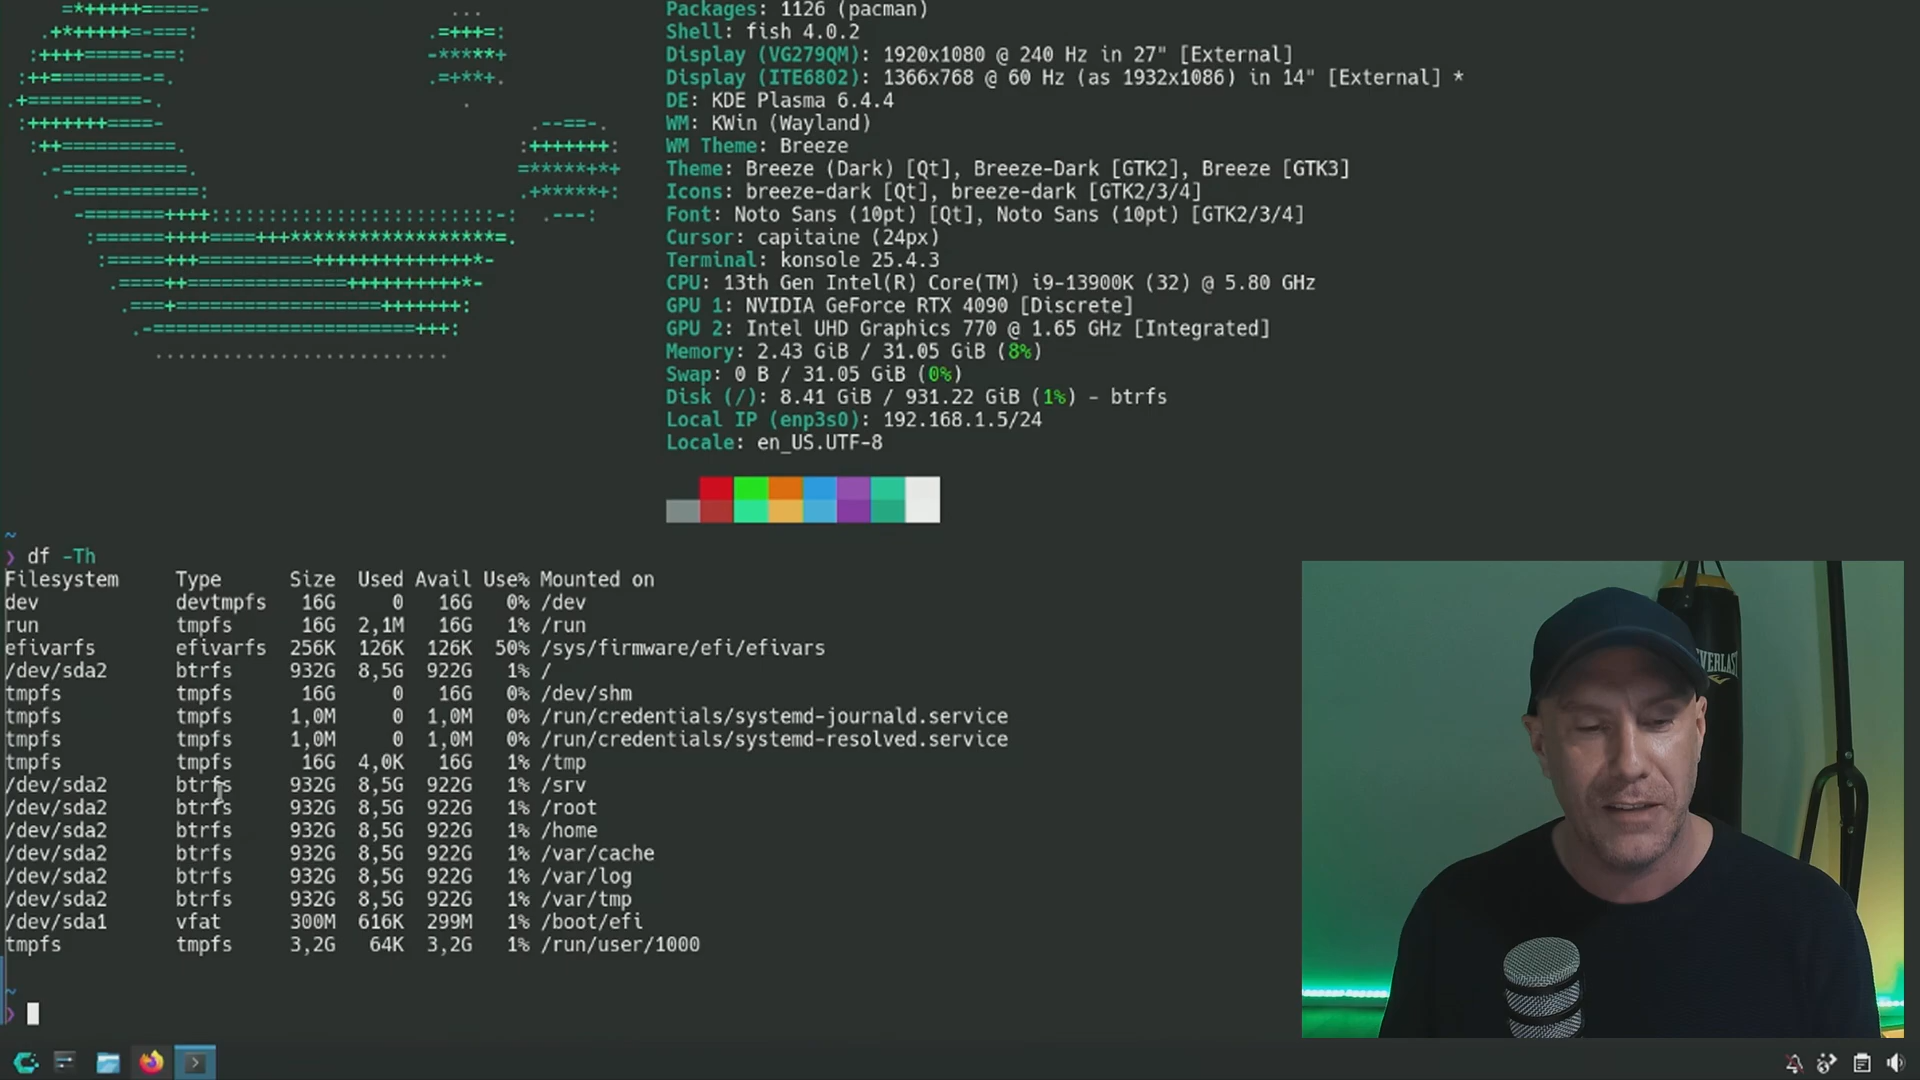 Packages: 1126 (pacman)
Shell: fish 4.0.2
Display (VG279QM): 1920x1080 @ 240 Hz in 27" [External]
Display (ITE6802): 1366x768 @ 60 Hz (as 1932x1086) in 14" [External] *
DE: KDE Plasma 6.4.4
WM: KWin (Wayland)
WM Theme: Breeze
Theme: Breeze (Dark) [Qt], Breeze-Dark [GTK2], Breeze [GTK3]
Icons: breeze-dark [Qt], breeze-dark [GTK2/3/4]
Font: Noto Sans (10pt) [Qt], Noto Sans (10pt) [GTK2/3/4]
Cursor: capitaine (24px)
Terminal: konsole 25.4.3
CPU: 13th Gen Intel(R) Core(TM) i9-13900K (32) @ 5.80 GHz
GPU 1: NVIDIA GeForce RTX 4090 [Discrete]
GPU 2: Intel UHD Graphics 770 @ 1.65 GHz [Integrated]
Memory: 2.43 GiB / 31.05 GiB (8%)
Swap: 0 B / 31.05 GiB (0%)
Disk (/): 8.41 GiB / 931.22 GiB (1%) - btrfs
Local IP (enp3s0): 192.168.1.5/24
Locale: en_US.UTF-8
~
❯ df -Th
Filesystem Type Size Used Avail Use% Mounted on
dev devtmpfs 16G 0 16G 0% /dev
run tmpfs 16G 2,1M 16G 1% /run
efivarfs efivarfs 256K 126K 126K 50% /sys/firmware/efi/efivars
/dev/sda2 btrfs 932G 8,5G 922G 1% /
tmpfs tmpfs 16G 0 16G 0% /dev/shm
tmpfs tmpfs 1,0M 0 1,0M 0% /run/credentials/systemd-journald.service
tmpfs tmpfs 1,0M 0 1,0M 0% /run/credentials/systemd-resolved.service
tmpfs tmpfs 16G 4,0K 16G 1% /tmp
/dev/sda2 btrfs 932G 8,5G 922G 1% /srv
/dev/sda2 btrfs 932G 8,5G 922G 1% /root
/dev/sda2 btrfs 932G 8,5G 922G 1% /home
/dev/sda2 btrfs 932G 8,5G 922G 1% /var/cache
/dev/sda2 btrfs 932G 8,5G 922G 1% /var/log
/dev/sda2 btrfs 932G 8,5G 922G 1% /var/tmp
/dev/sda1 vfat 300M 616K 299M 1% /boot/efi
tmpfs tmpfs 3,2G 64K 3,2G 1% /run/user/1000
~
❯
EVERLAST